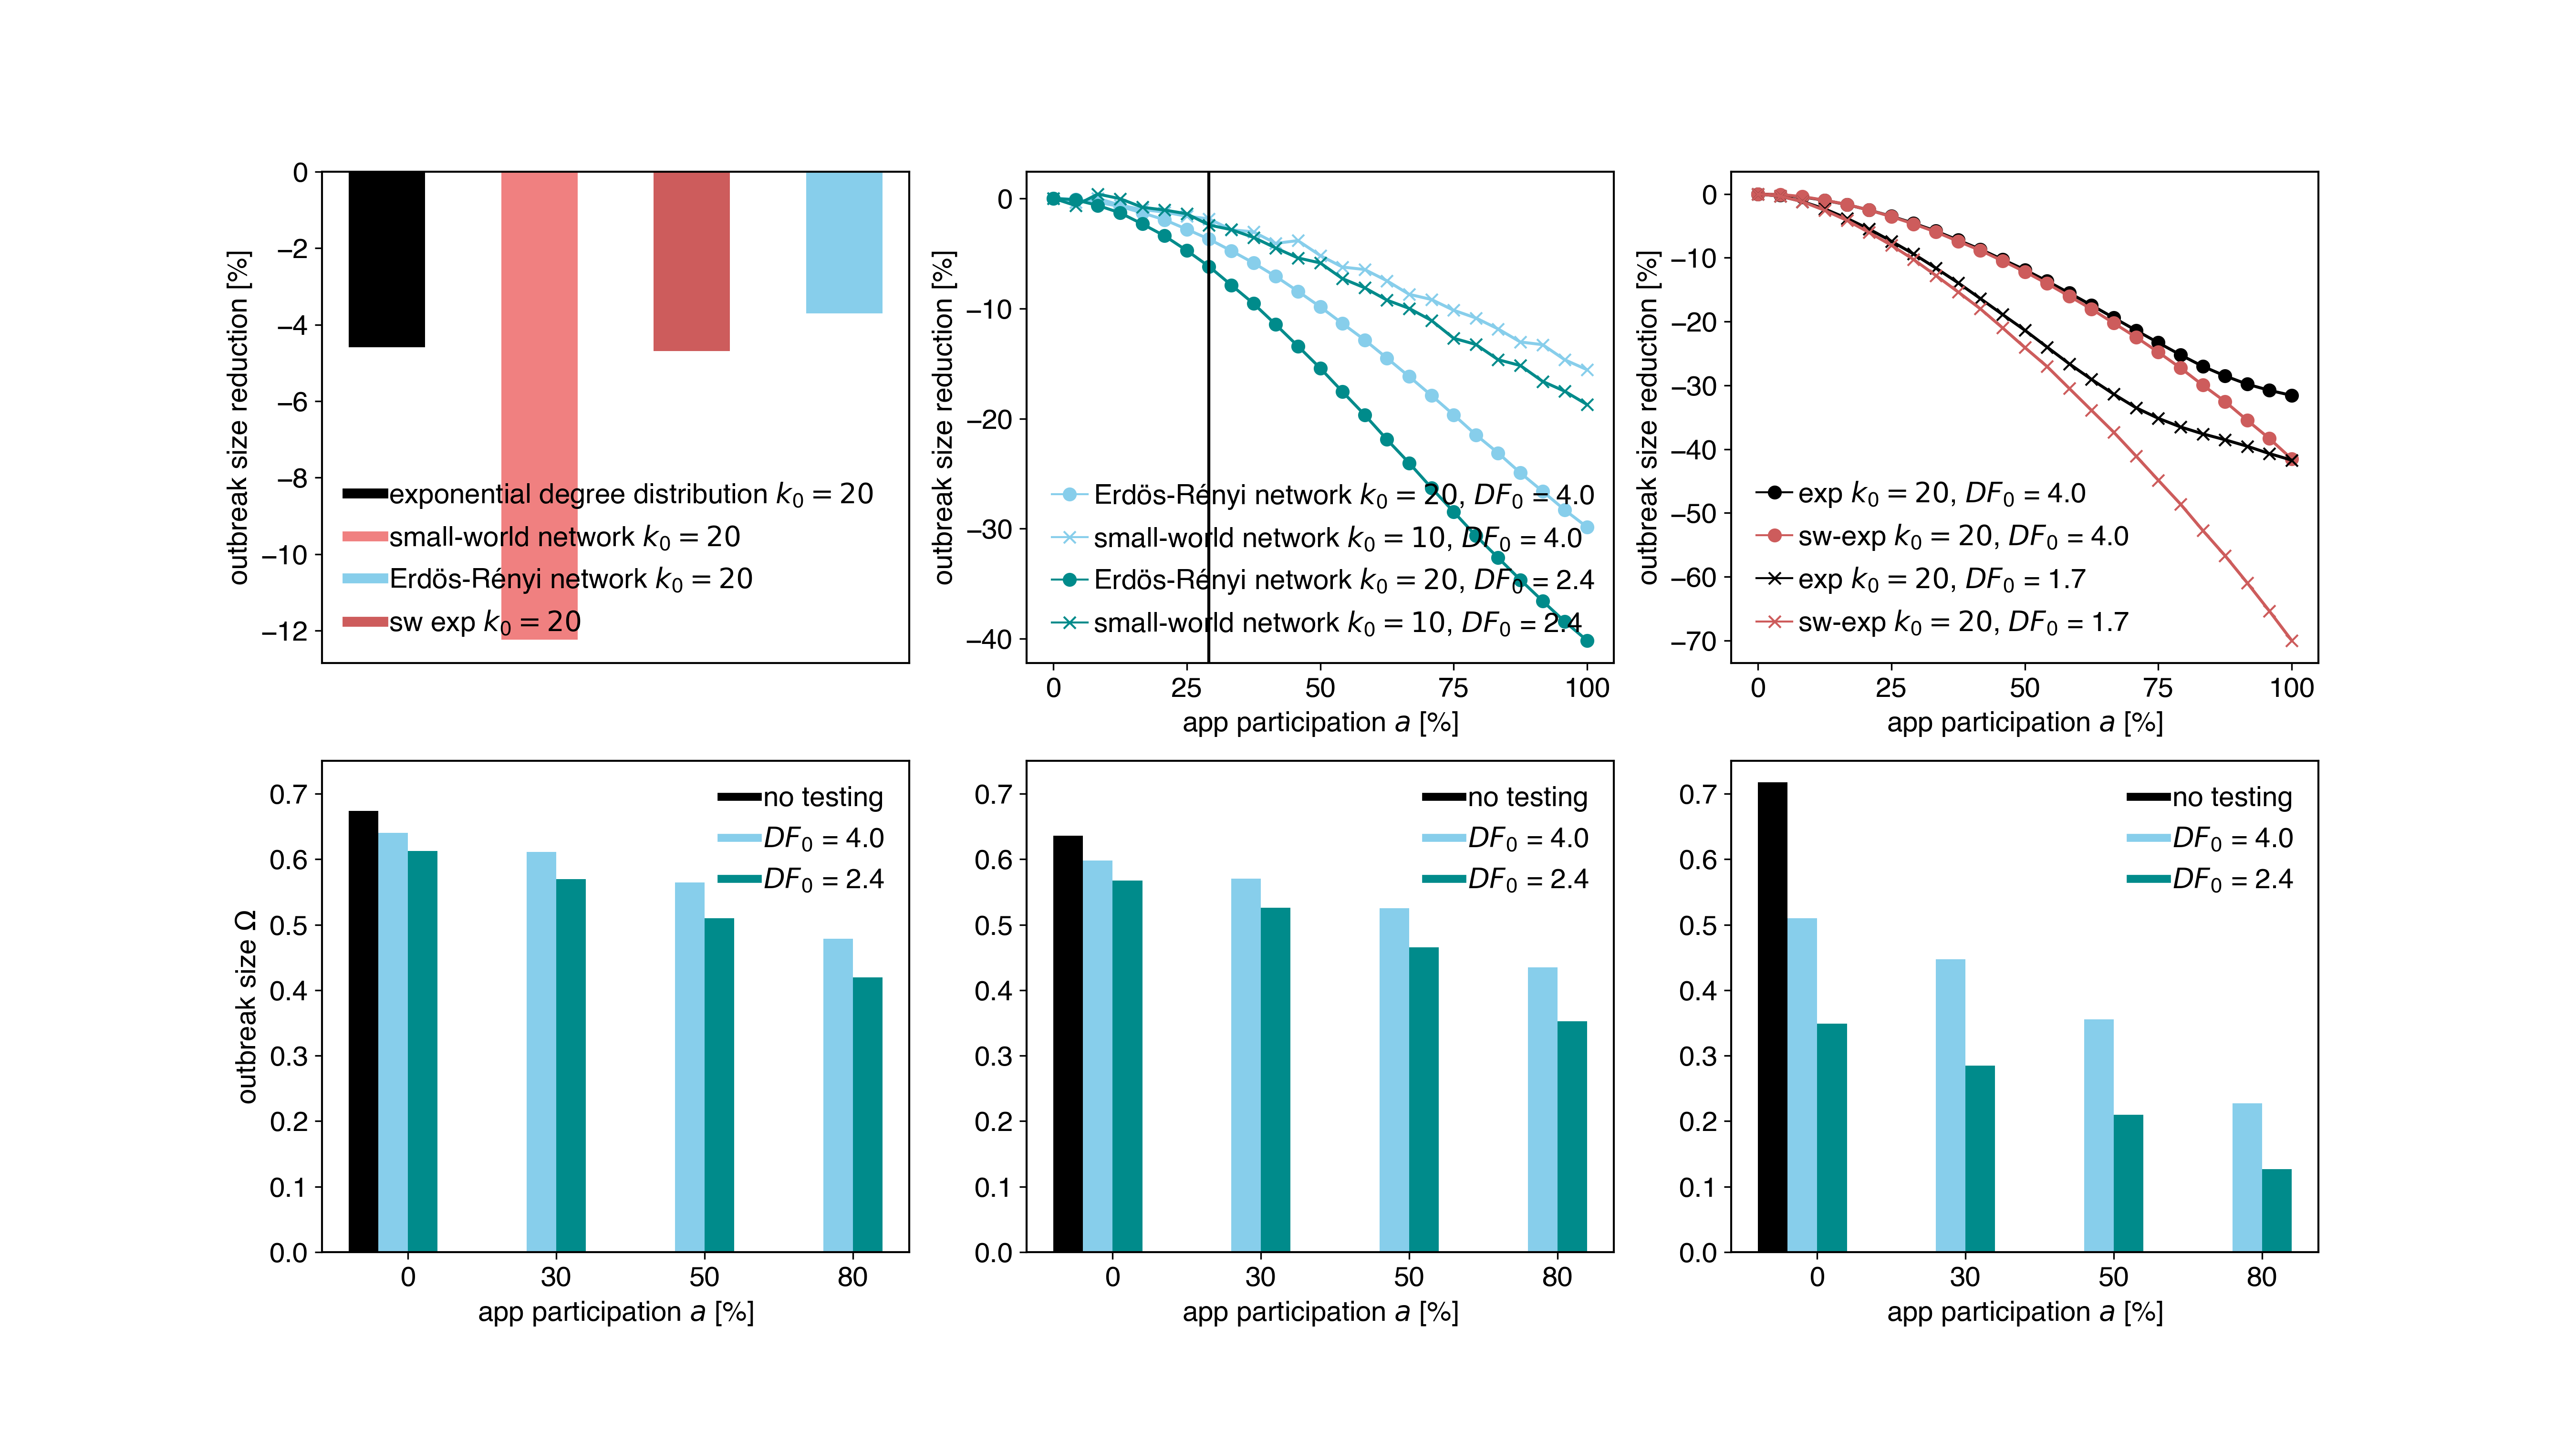 outbreak size reduction [%]
0
−2
−4
−6
−8
−10
−12
exponential degree distribution k₀ = 20
small-world network k₀ = 20
Erdös-Rényi network k₀ = 20
sw exp k₀ = 20
outbreak size reduction [%]
0
−10
−20
−30
−40
Erdös-Rényi network k₀ = 20, DF₀ = 4.0
small-world network k₀ = 10, DF₀ = 4.0
Erdös-Rényi network k₀ = 20, DF₀ = 2.4
small-world network k₀ = 10, DF₀ = 2.4
0 25 50 75 100
app participation a [%]
outbreak size reduction [%]
0
−10
−20
−30
−40
−50
−60
−70
exp k₀ = 20, DF₀ = 4.0
sw-exp k₀ = 20, DF₀ = 4.0
exp k₀ = 20, DF₀ = 1.7
sw-exp k₀ = 20, DF₀ = 1.7
0 25 50 75 100
app participation a [%]
outbreak size Ω
0.7
0.6
0.5
0.4
0.3
0.2
0.1
0.0
no testing
DF₀ = 4.0
DF₀ = 2.4
0 30 50 80
app participation a [%]
0.7
0.6
0.5
0.4
0.3
0.2
0.1
0.0
no testing
DF₀ = 4.0
DF₀ = 2.4
0 30 50 80
app participation a [%]
0.7
0.6
0.5
0.4
0.3
0.2
0.1
0.0
no testing
DF₀ = 4.0
DF₀ = 2.4
0 30 50 80
app participation a [%]